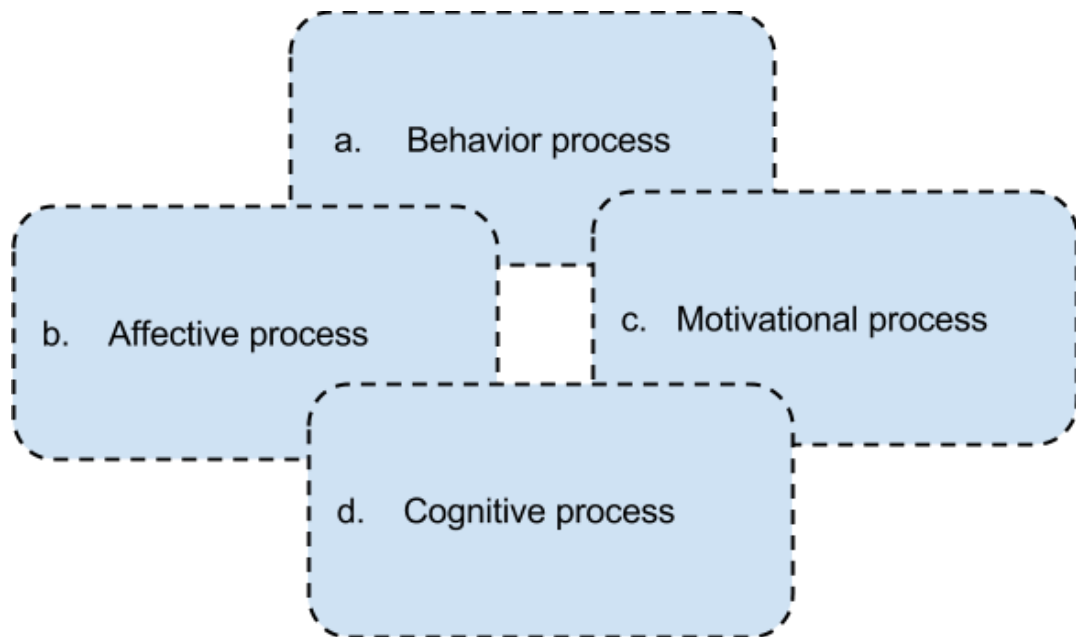 a. Behavior process
b. Affective process
c. Motivational process
d. Cognitive process